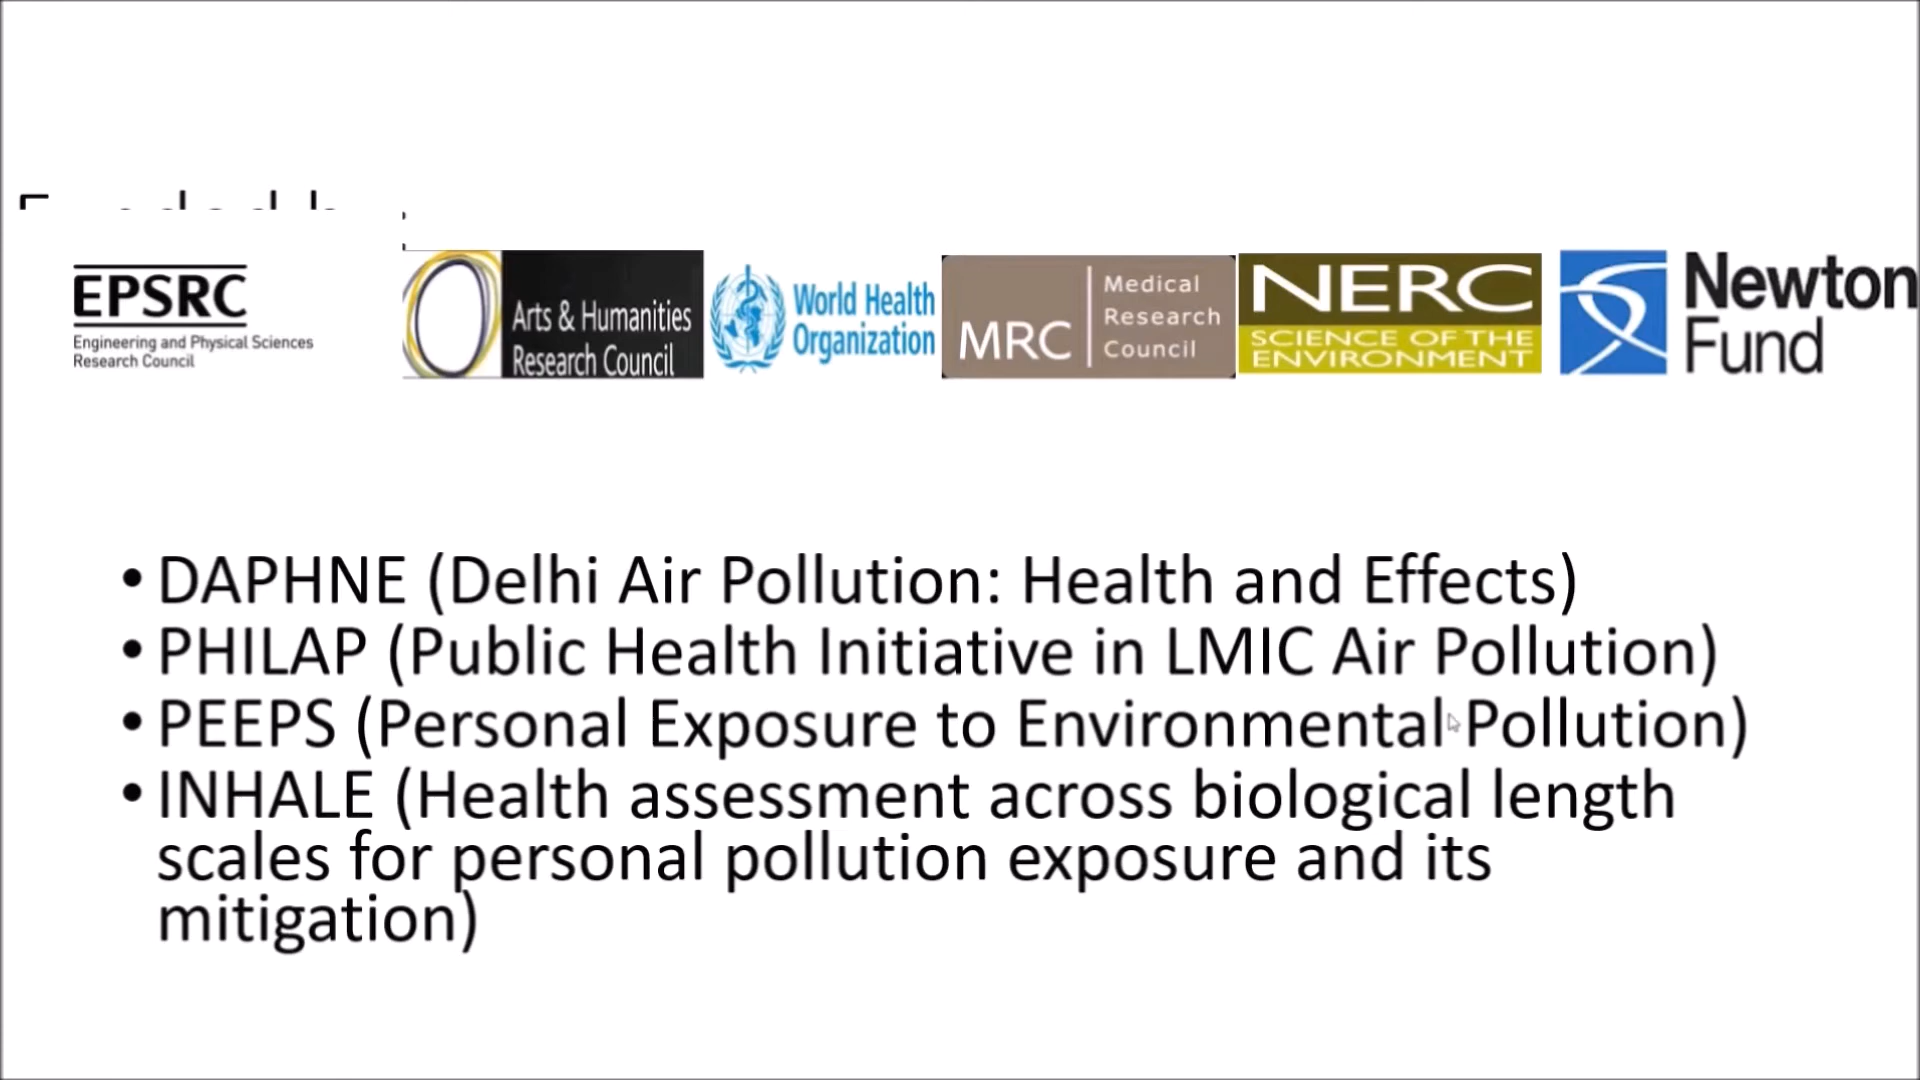 EPSRC
Engineering and Physical Sciences
Research Council
Arts & Humanities
Research Council
World Health
Organization
MRC
Medical
Research
Council
NERC
SCIENCE OF THE
ENVIRONMENT
Newton
Fund
• DAPHNE (Delhi Air Pollution: Health and Effects)
• PHILAP (Public Health Initiative in LMIC Air Pollution)
• PEEPS (Personal Exposure to Environmental Pollution)
• INHALE (Health assessment across biological length
scales for personal pollution exposure and its
mitigation)